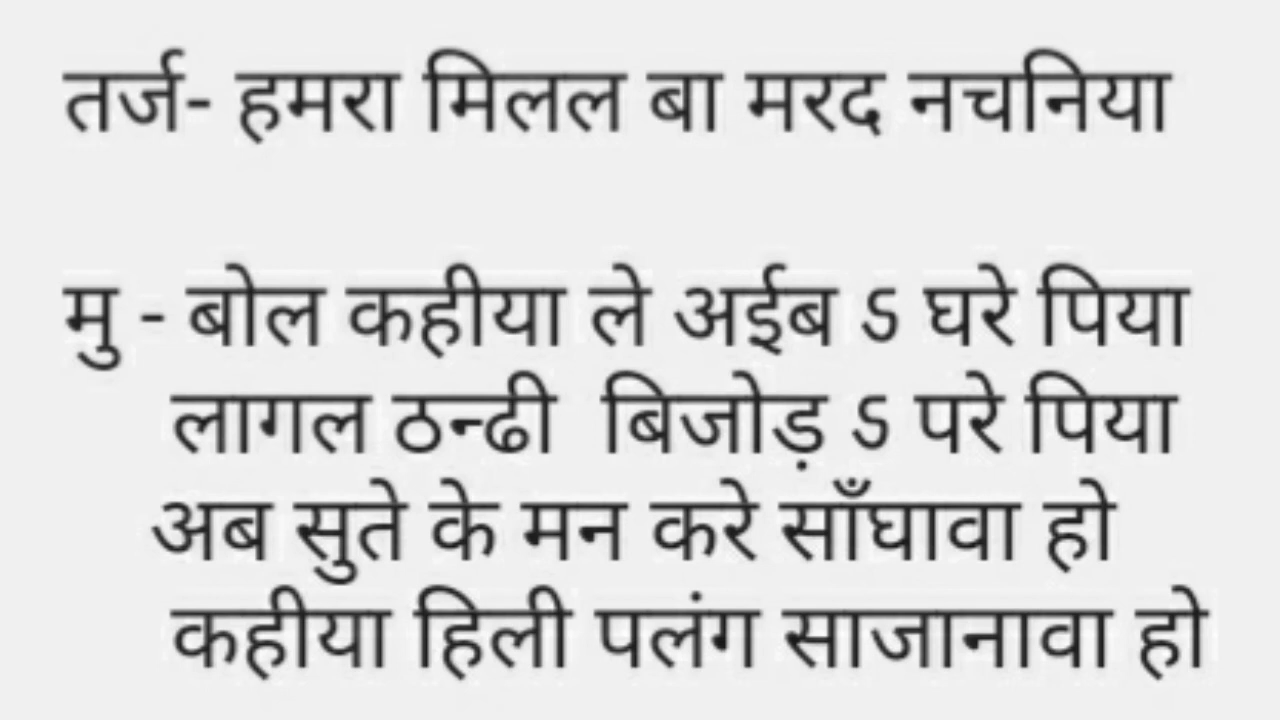 तर्ज- हमरा मिलल बा मरद नचनिया
मु - बोल कहीया ले अईब ऽ घरे पिया
लागल ठन्ढी बिजोड़ ऽ परे पिया
अब सुते के मन करे साँघावा हो
कहीया हिली पलंग साजानावा हो